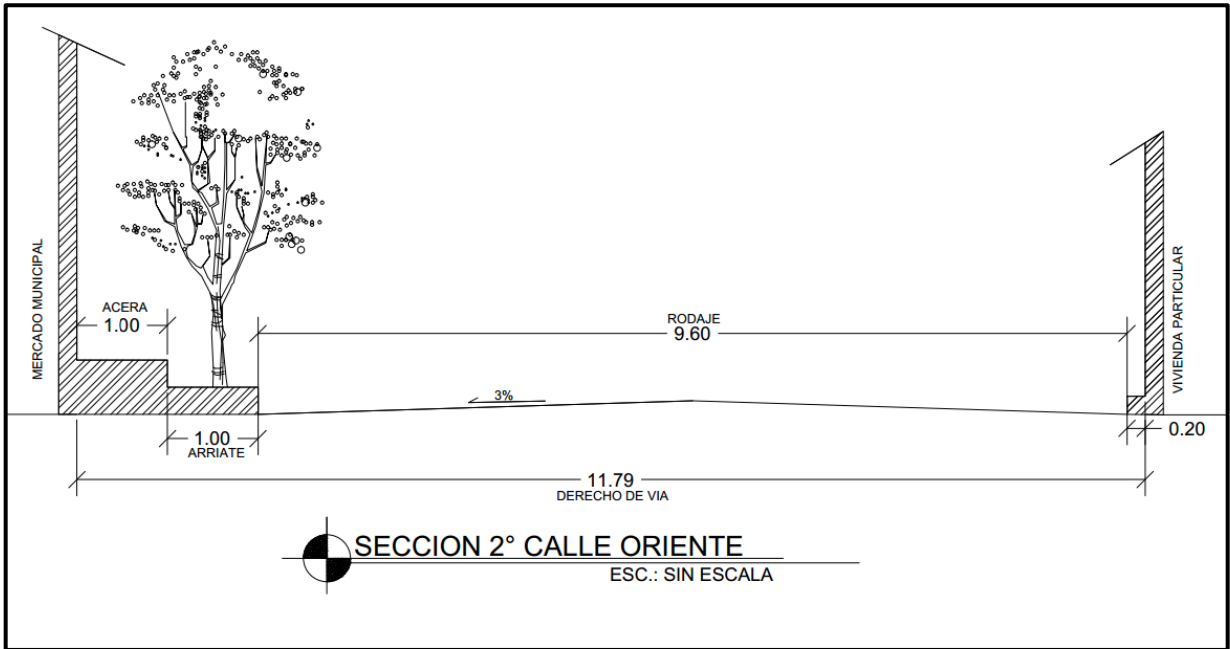 MERCADO MUNICIPAL
ACERA
1.00
RODAJE
9.60
VIVIENDA PARTICULAR
3%
1.00
ARRIATE
0.20
11.79
DERECHO DE VIA
SECCION 2° CALLE ORIENTE
ESC.: SIN ESCALA